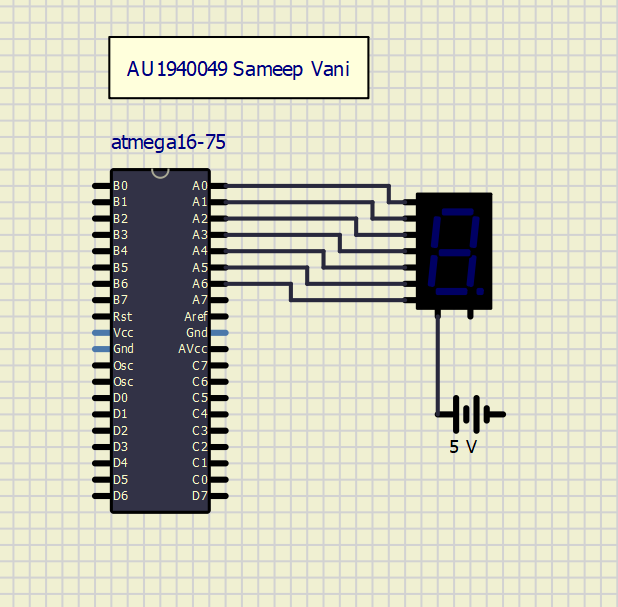 AU1940049 Sameep Vani
atmega16-75
B0 A0
B1 A1
B2 A2
B3 A3
B4 A4
B5 A5
B6 A6
B7 A7
Rst Aref
Vcc Gnd
Gnd AVcc
Osc C7
Osc C6
D0 C5
D1 C4
D2 C3
D3 C2
D4 C1
D5 C0
D6 D7
5 V